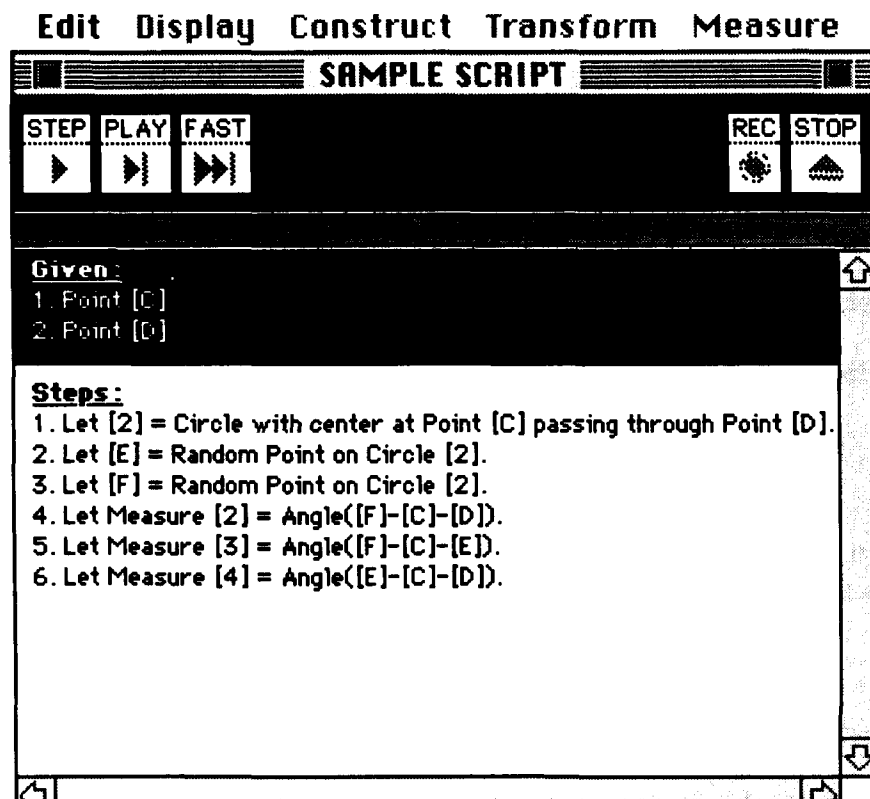 Edit Display Construct Transform Measure
SAMPLE SCRIPT
STEP PLAY FAST REC STOP
Given:
1. Point [C]
2. Point [D]
Steps:
1. Let [2] = Circle with center at Point [C] passing through Point [D].
2. Let [E] = Random Point on Circle [2].
3. Let [F] = Random Point on Circle [2].
4. Let Measure [2] = Angle([F]-[C]-[D]).
5. Let Measure [3] = Angle([F]-[C]-[E]).
6. Let Measure [4] = Angle([E]-[C]-[D]).